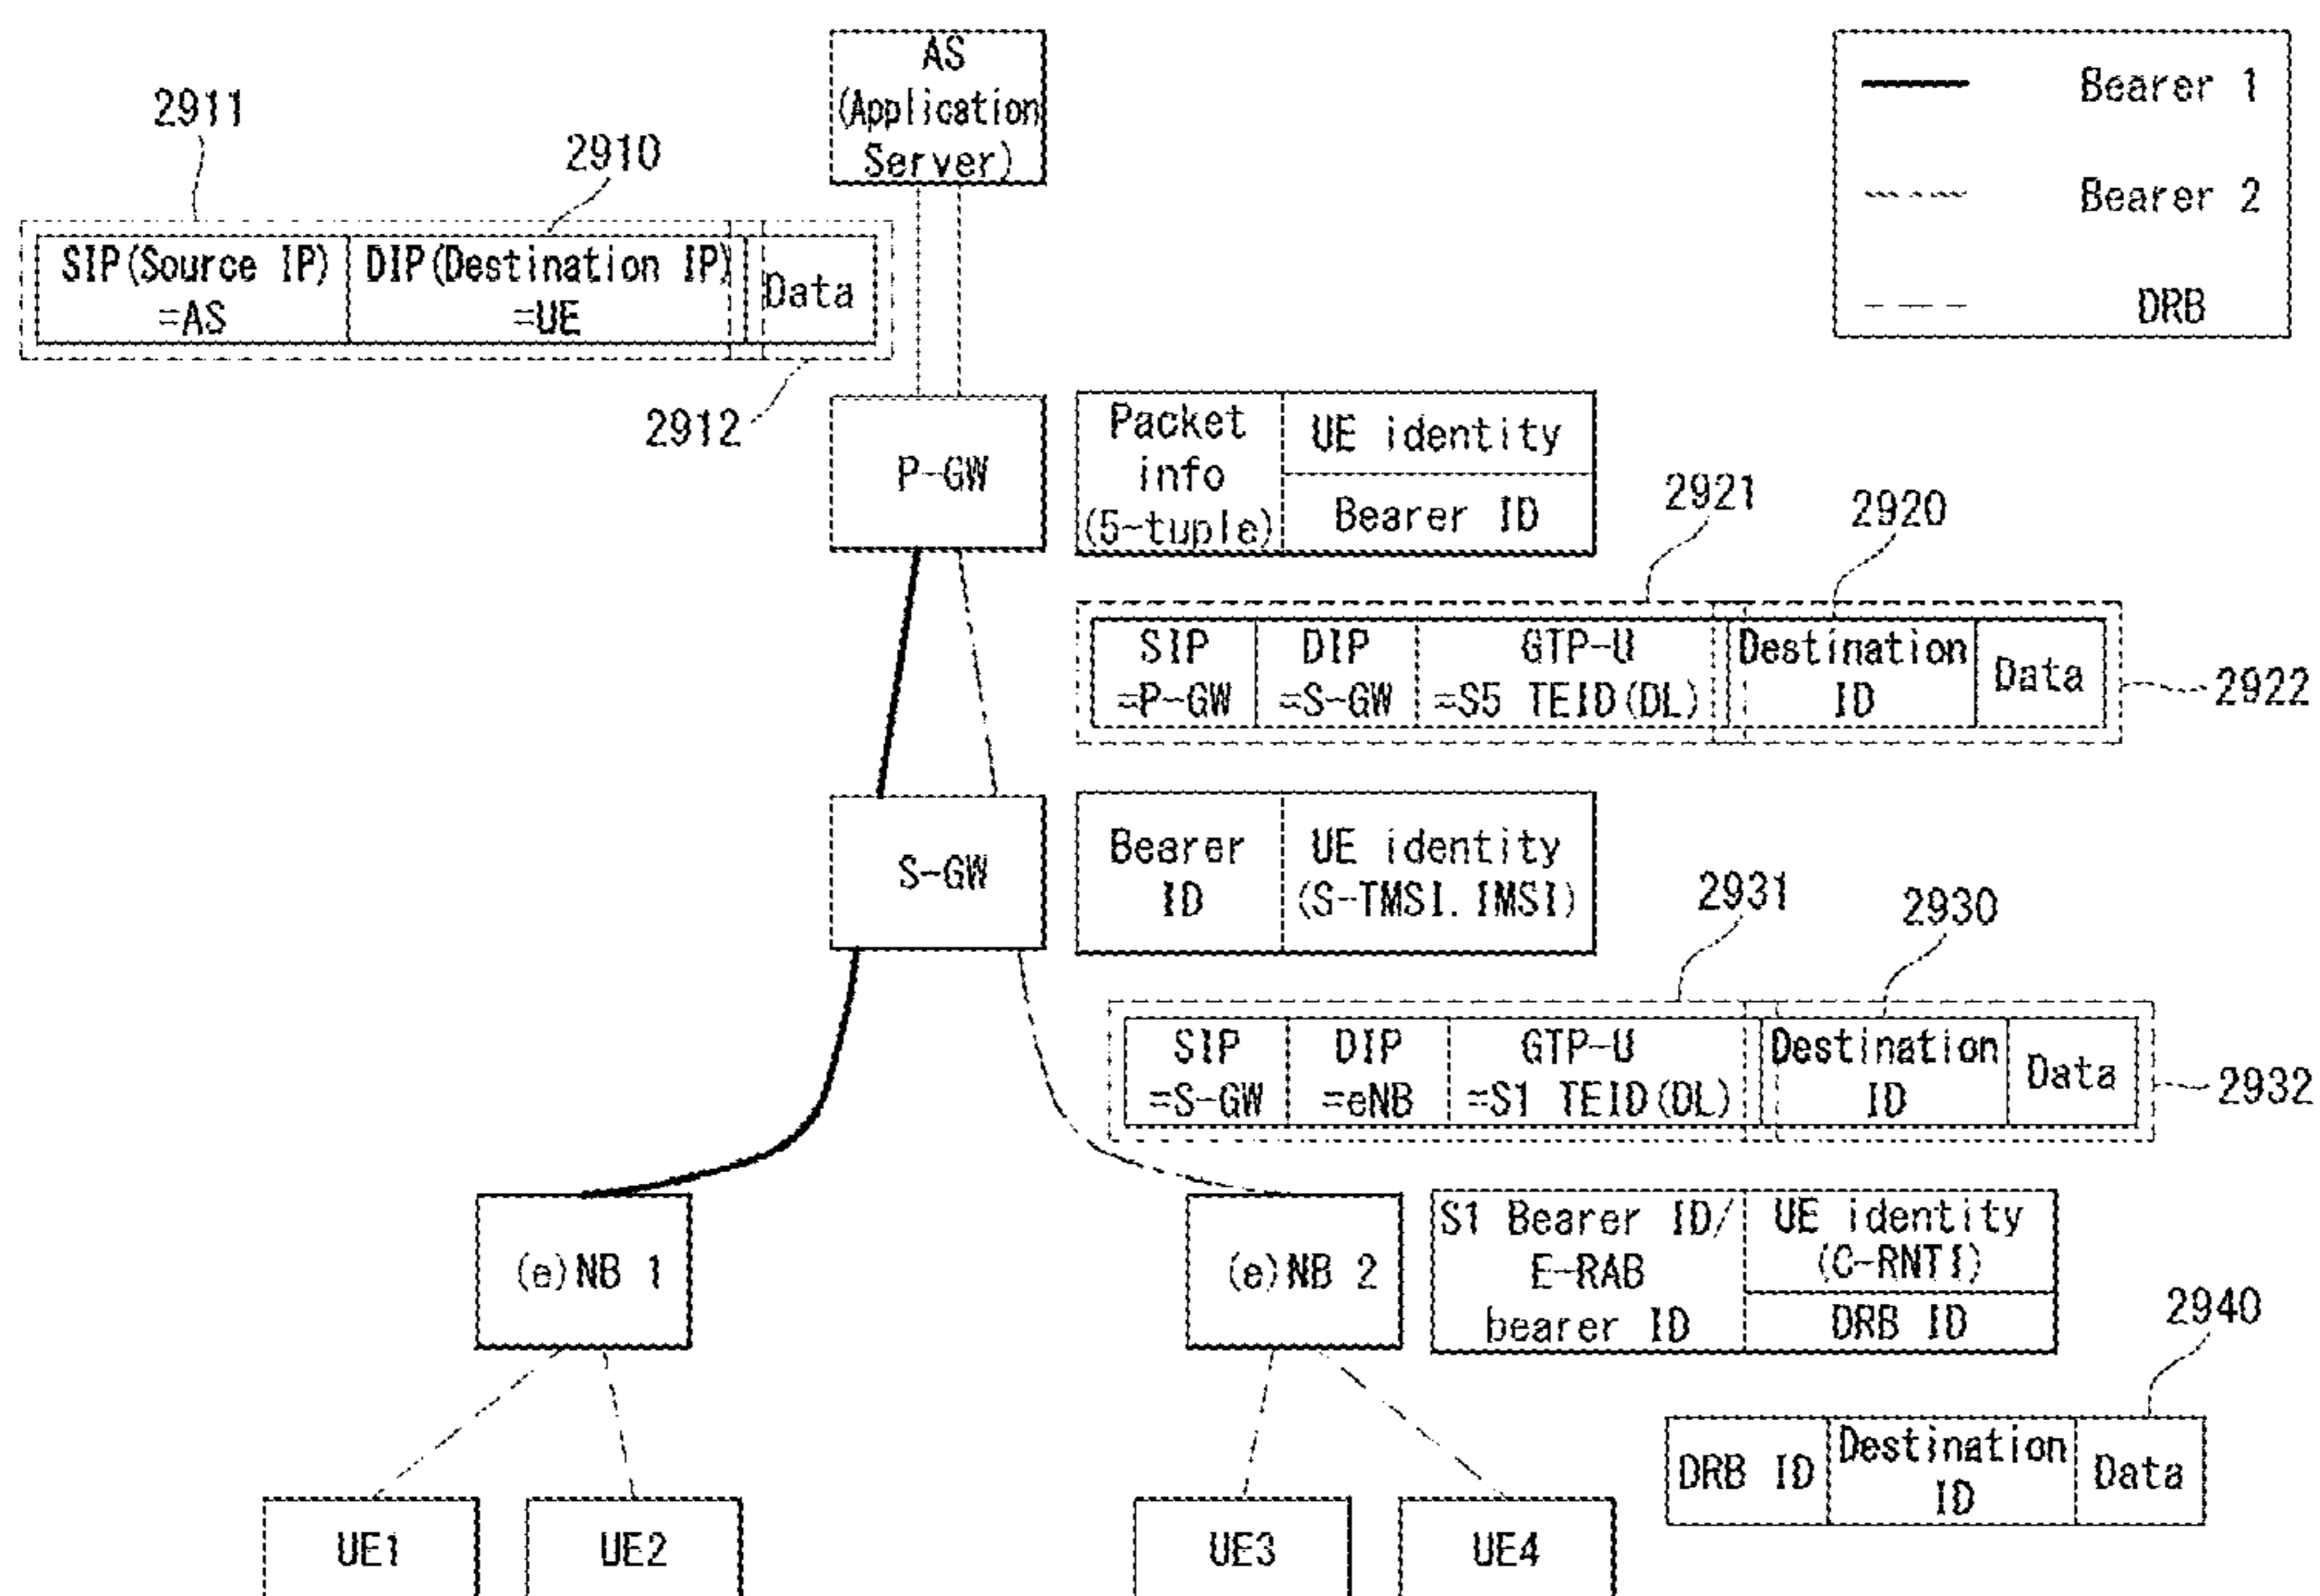 AS
(Application
Server)
Bearer 1
Bearer 2
DRB
2911
2910
SIP(Source IP)
=AS
DIP(Destination IP)
=UE
Data
2912
P-GW
Packet
info
(5-tuple)
UE identity
Bearer ID
2921
2920
SIP
=P-GW
DIP
=S-GW
GTP-U
=S5 TEID(DL)
Destination
ID
Data
2922
S-GW
Bearer
ID
UE identity
(S-TMSI.IMSI)
2931
2930
SIP
=S-GW
DIP
=eNB
GTP-U
=S1 TEID(DL)
Destination
ID
Data
2932
(e)NB 1
(e)NB 2
S1 Bearer ID/
E-RAB
bearer ID
UE identity
(C-RNTI)
DRB ID
2940
DRB ID
Destination
ID
Data
UE1
UE2
UE3
UE4